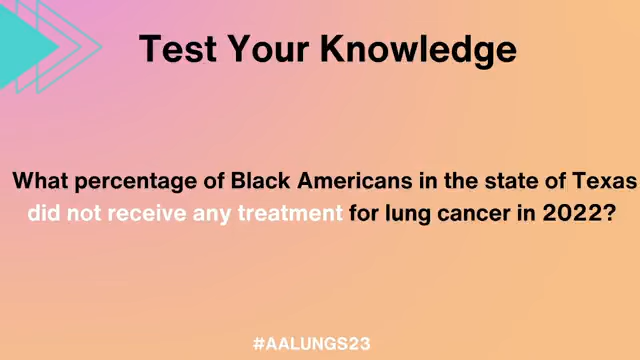 Test Your Knowledge
What percentage of Black Americans in the state of Texas
did not receive any treatment for lung cancer in 2022?
#AALUNGS23